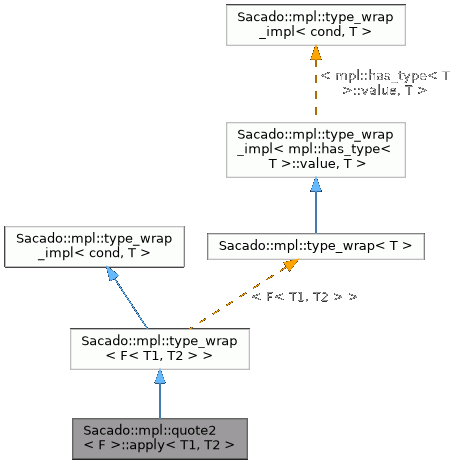 Sacado::mpl::type_wrap
_impl< cond, T >
< mpl::has_type< T
>::value, T >
Sacado::mpl::type_wrap
_impl< mpl::has_type<
T >::value, T >
Sacado::mpl::type_wrap
_impl< cond, T >
Sacado::mpl::type_wrap< T >
< F< T1, T2 > >
Sacado::mpl::type_wrap
< F< T1, T2 > >
Sacado::mpl::quote2
< F >::apply< T1, T2 >